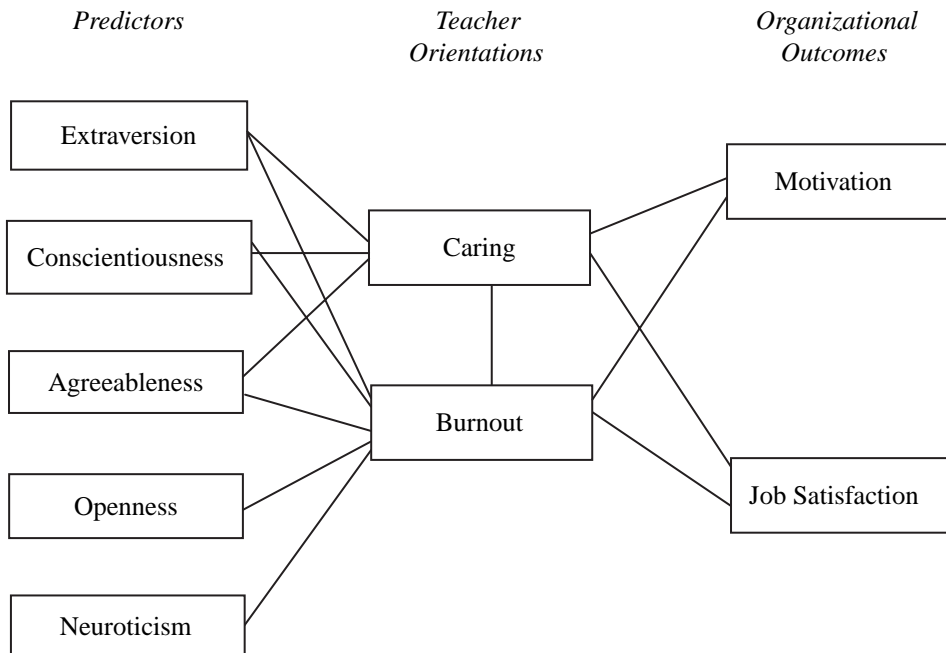 Predictors
Teacher
Orientations
Organizational
Outcomes
Extraversion
Conscientiousness
Agreeableness
Openness
Neuroticism
Caring
Burnout
Motivation
Job Satisfaction